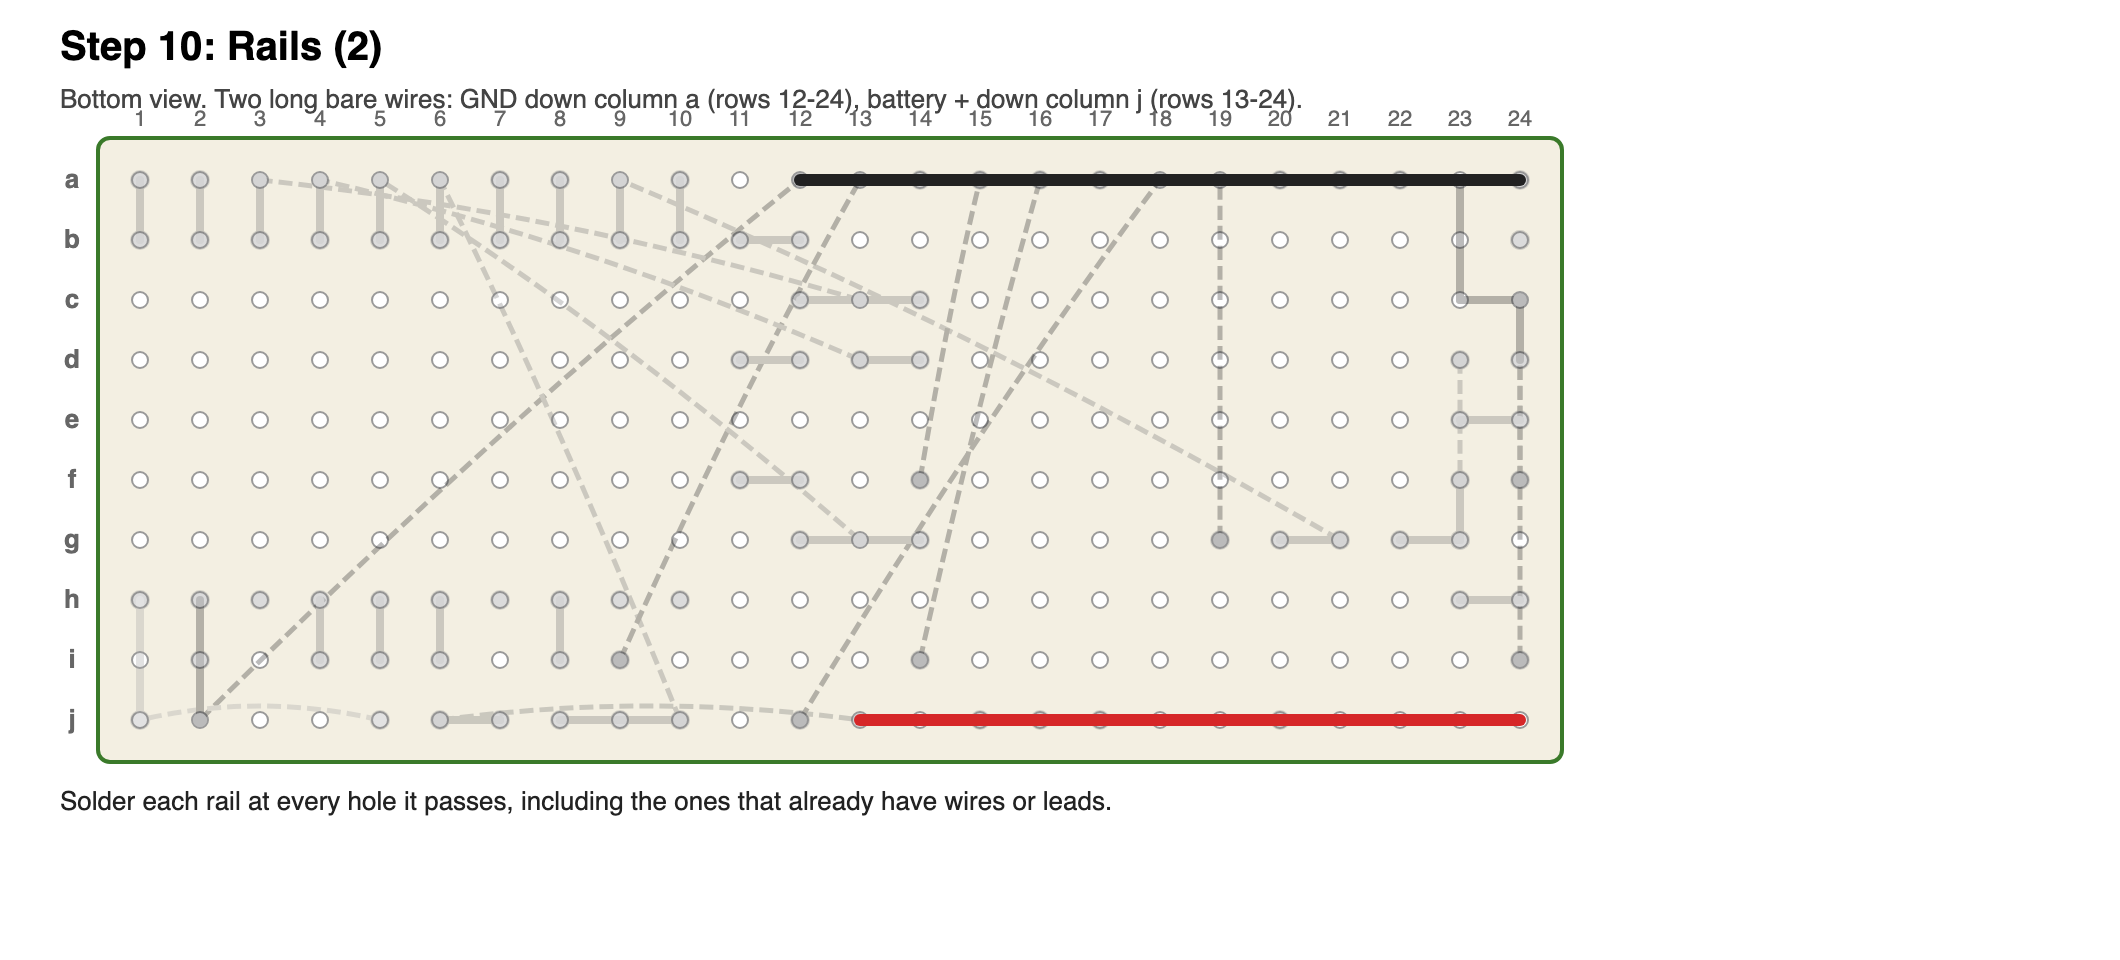 Step 10: Rails (2)
Bottom view. Two long bare wires: GND down column a (rows 12-24), battery + down column j (rows 13-24).
1 2 3 4 5 6 7 8 9 10 11 12 13 14 15 16 17 18 19 20 21 22 23 24
a
b
c
d
e
f
g
h
i
j
Solder each rail at every hole it passes, including the ones that already have wires or leads.